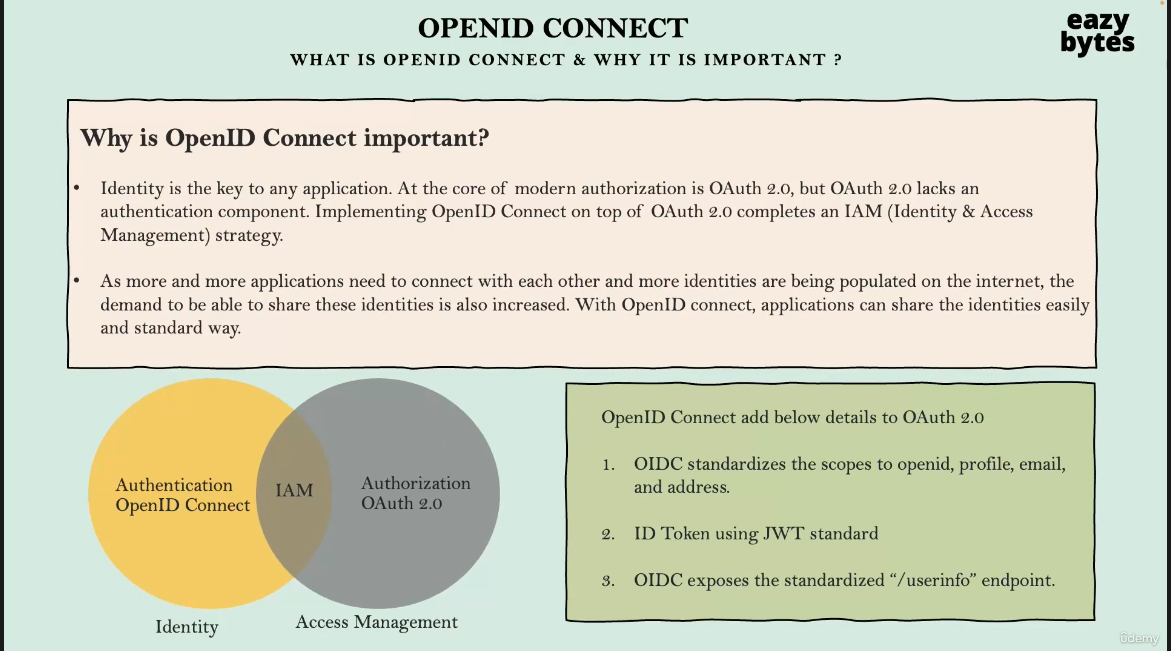 OPENID CONNECT
WHAT IS OPENID CONNECT & WHY IT IS IMPORTANT ?
eazy
bytes
Why is OpenID Connect important?
• Identity is the key to any application. At the core of modern authorization is OAuth 2.0, but OAuth 2.0 lacks an
authentication component. Implementing OpenID Connect on top of OAuth 2.0 completes an IAM (Identity & Access
Management) strategy.
• As more and more applications need to connect with each other and more identities are being populated on the internet, the
demand to be able to share these identities is also increased. With OpenID connect, applications can share the identities easily
and standard way.
Authentication
OpenID Connect
IAM
Authorization
OAuth 2.0
Identity
Access Management
OpenID Connect add below details to OAuth 2.0
1. OIDC standardizes the scopes to openid, profile, email,
and address.
2. ID Token using JWT standard
3. OIDC exposes the standardized “/userinfo” endpoint.
ûdemy